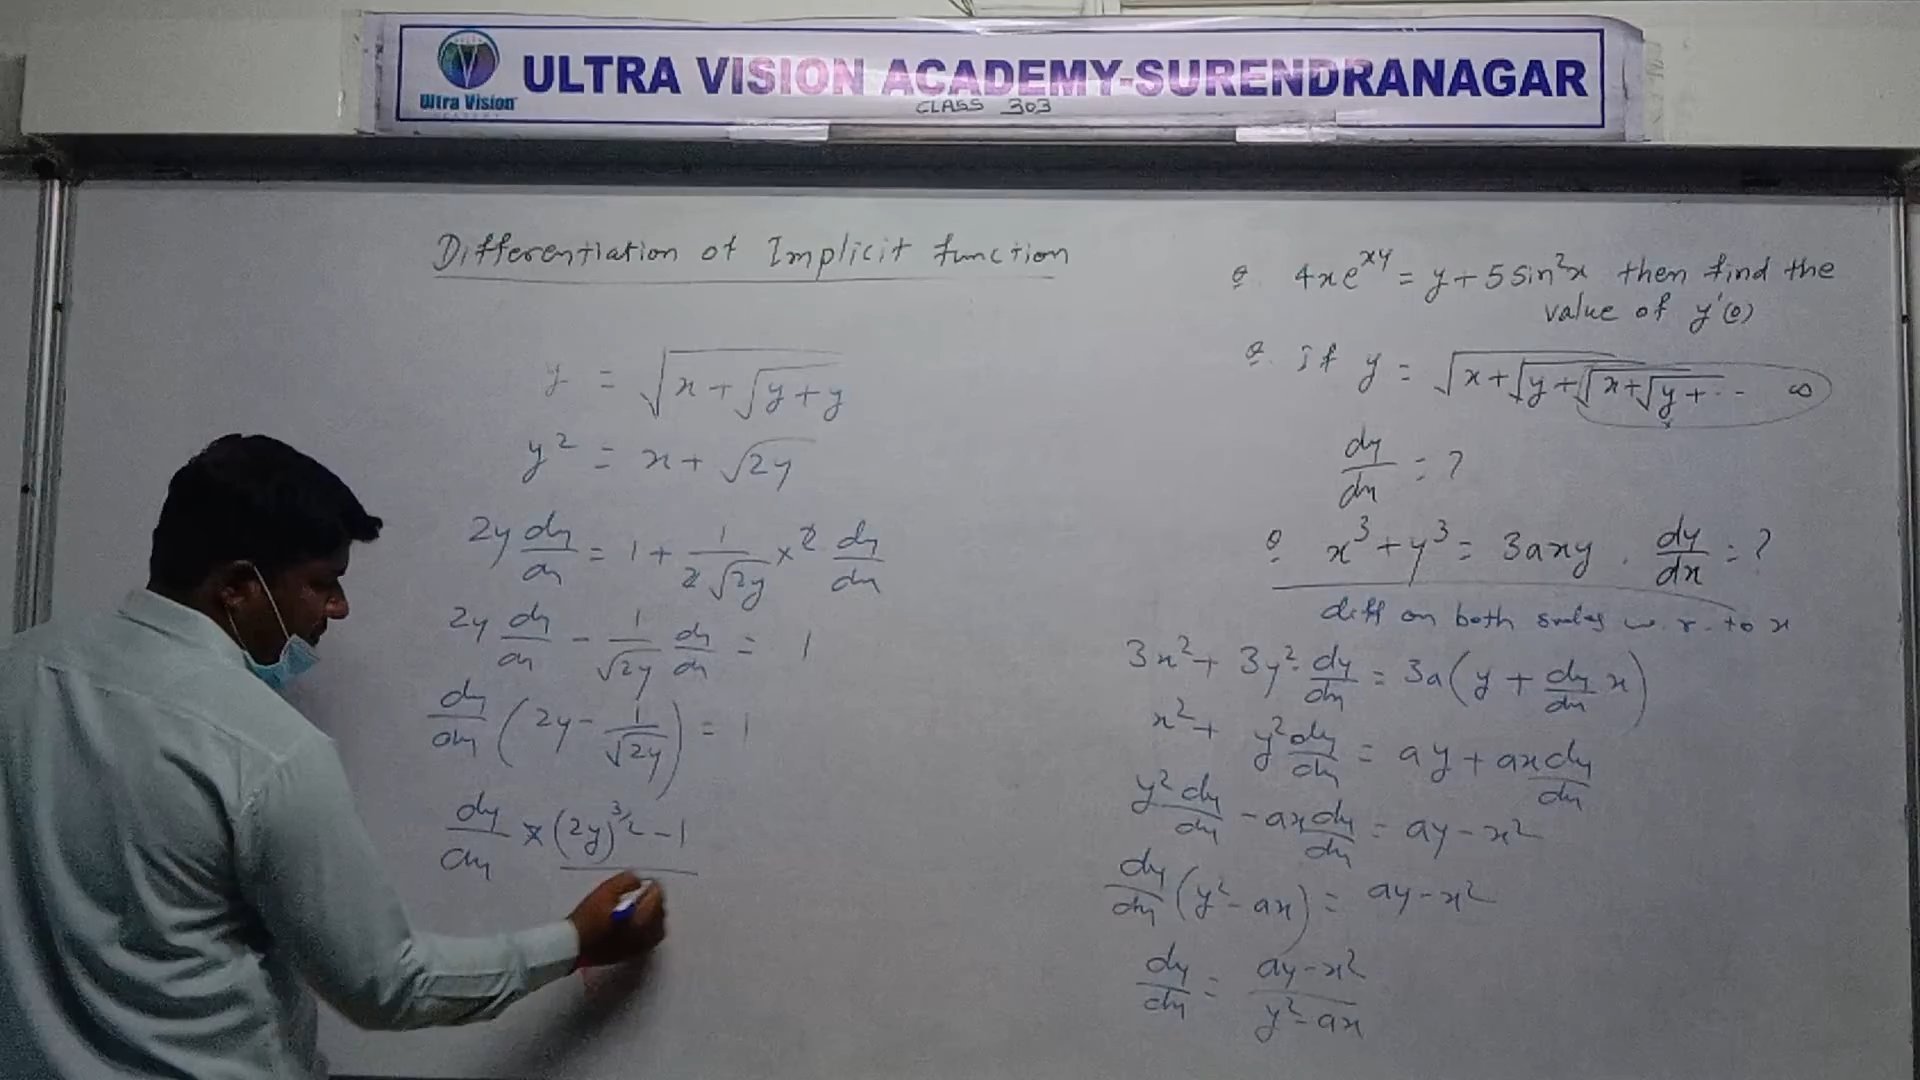 ULTRA VISION ACADEMY-SURENDRANAGAR
Ultra Vision
CLASS 303
Differentiation of Implicit function
y = √(x+√(y+y))
y² = x + √2y
2y dy/dx = 1 + 1/(2√2y) × 2 dy/dx
2y dy/dx - 1/√2y dy/dx = 1
dy/dx (2y - 1/√2y) = 1
dy/dx × (2y)^3/2 - 1
Q. 4xe^xy = y + 5 sin²x then find the
value of y'(0)
Q. if y = √(x+√(y+√(x+√(y+... ∞
dy/dx = ?
Q. x³ + y³ = 3axy . dy/dx = ?
diff on both sides w.r. to x
3x² + 3y² · dy/dx = 3a(y + dy/dx x)
x² + y² dy/dx = ay + ax dy/dx
y² dy/dx - ax dy/dx = ay - x²
dy/dx (y² - ax) = ay - x²
dy/dx = (ay - x²)/(y² - ax)